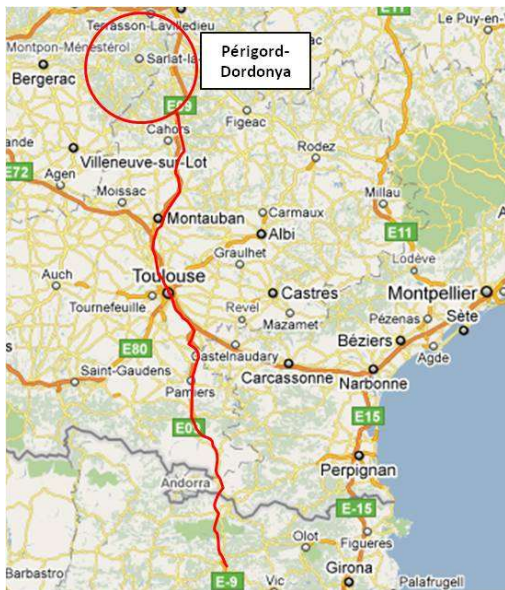 Terrasson-Lavilledieu
E11
Le Puy-en-
Montpon-Ménestérol
Sarlat-la-
Périgord-
Dordonya
Bergerac
E09
Figeac
Cahors
Villeneuve-sur-Lot
Rodez
E72
Agen
Moissac
Millau
Montauban
Carmaux
Albi
E11
Graulhet
Lodève
Auch
Toulouse
Castres
Montpellier
Tournefeuille
Revel
Mazamet
Pézenas
Sète
E80
Castelnaudary
Béziers
Agde
Saint-Gaudens
Carcassonne
Narbonne
Pamiers
E15
Perpignan
Andorra
E-15
Olot
Figueres
Barbastro
E-9
Vic
Girona
Palafrugell